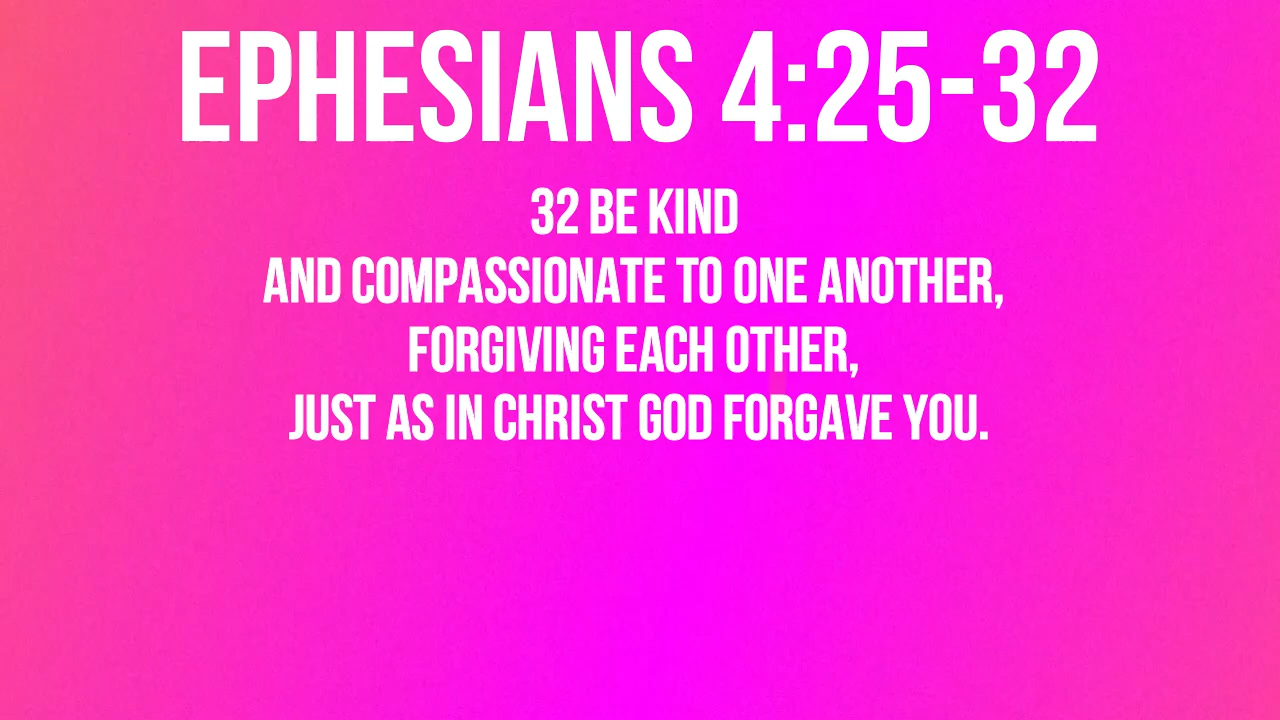 EPHESIANS 4:25-32
32 BE KIND
AND COMPASSIONATE TO ONE ANOTHER,
FORGIVING EACH OTHER,
JUST AS IN CHRIST GOD FORGAVE YOU.